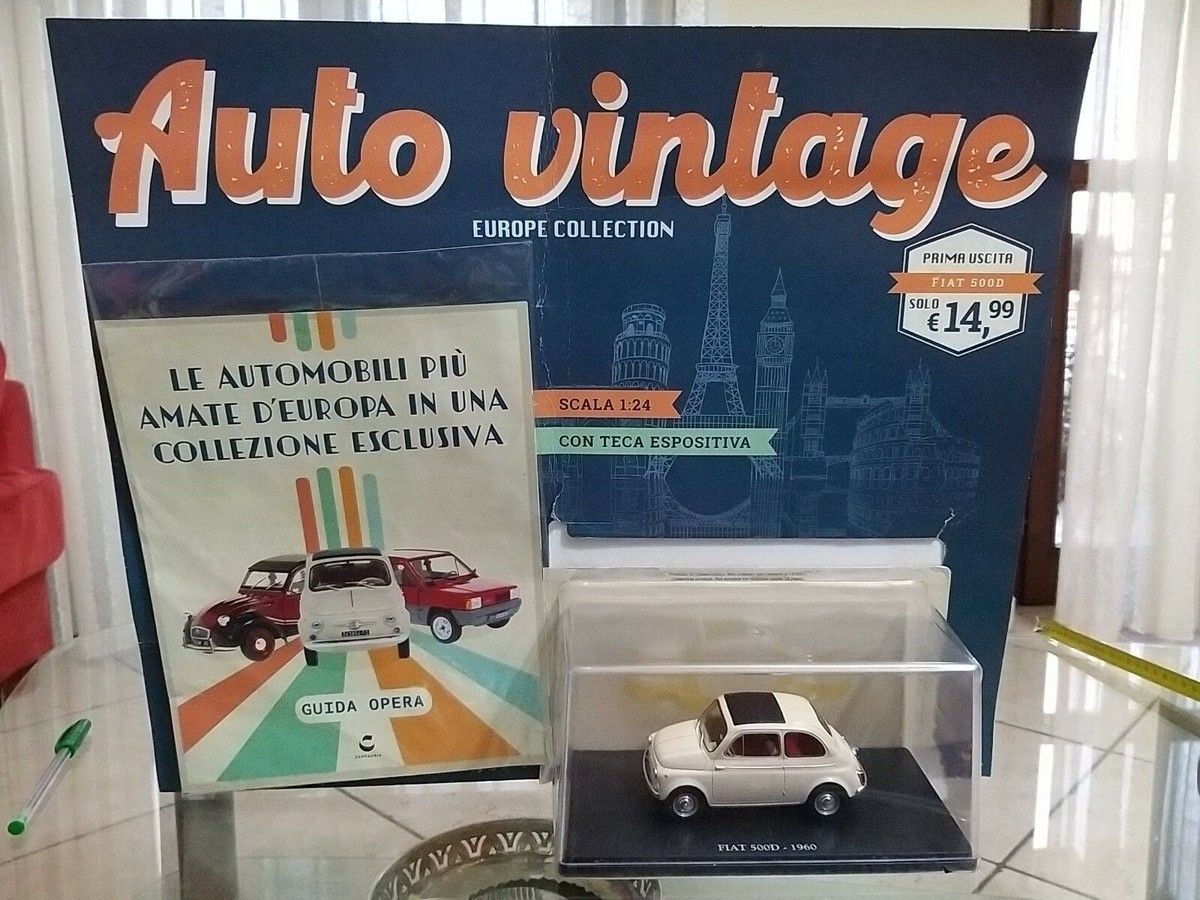 Auto vintage
EUROPE COLLECTION
PRIMA USCITA
FIAT 500D
SOLO
€ 14,99
LE AUTOMOBILI PIÙ
AMATE D'EUROPA IN UNA
COLLEZIONE ESCLUSIVA
SCALA 1:24
CON TECA ESPOSITIVA
GUIDA OPERA
CENTAURIA
FIAT 500D - 1960